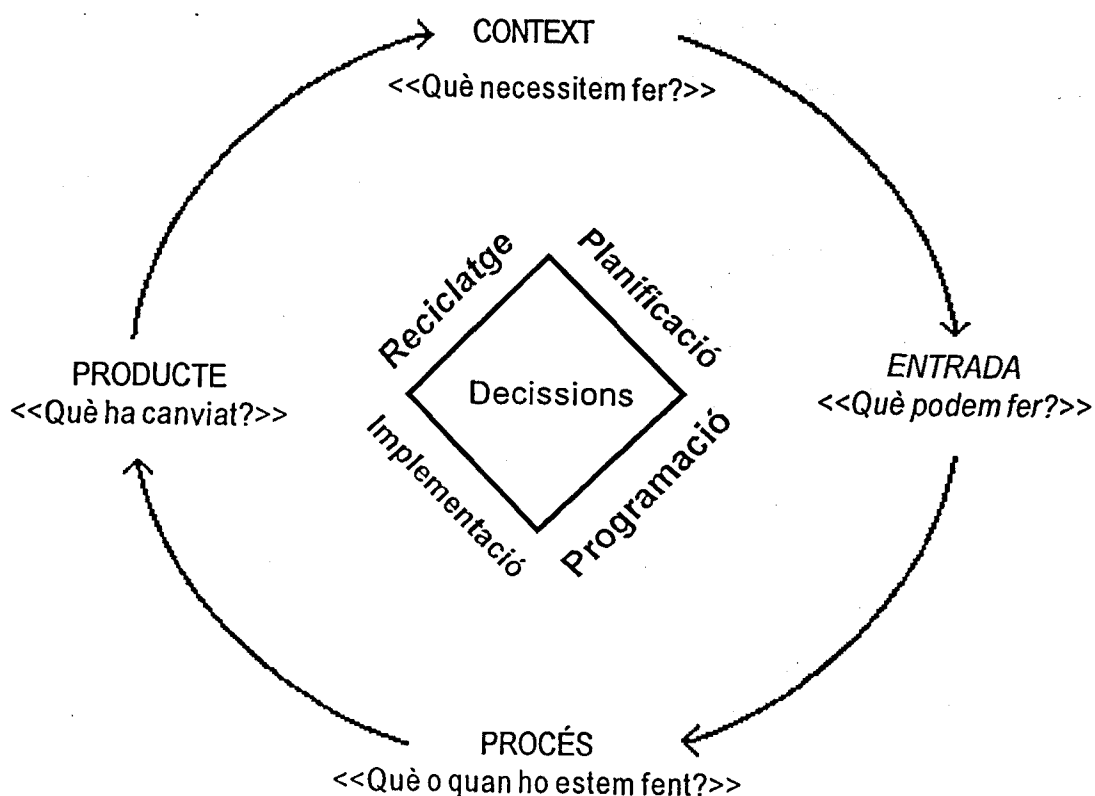 CONTEXT
<<Què necessitem fer?>>
Reciclatge
Planificació
PRODUCTE
<<Què ha canviat?>>
Decissions
ENTRADA
<<Què podem fer?>>
Implementació
Programació
PROCÉS
<<Què o quan ho estem fent?>>